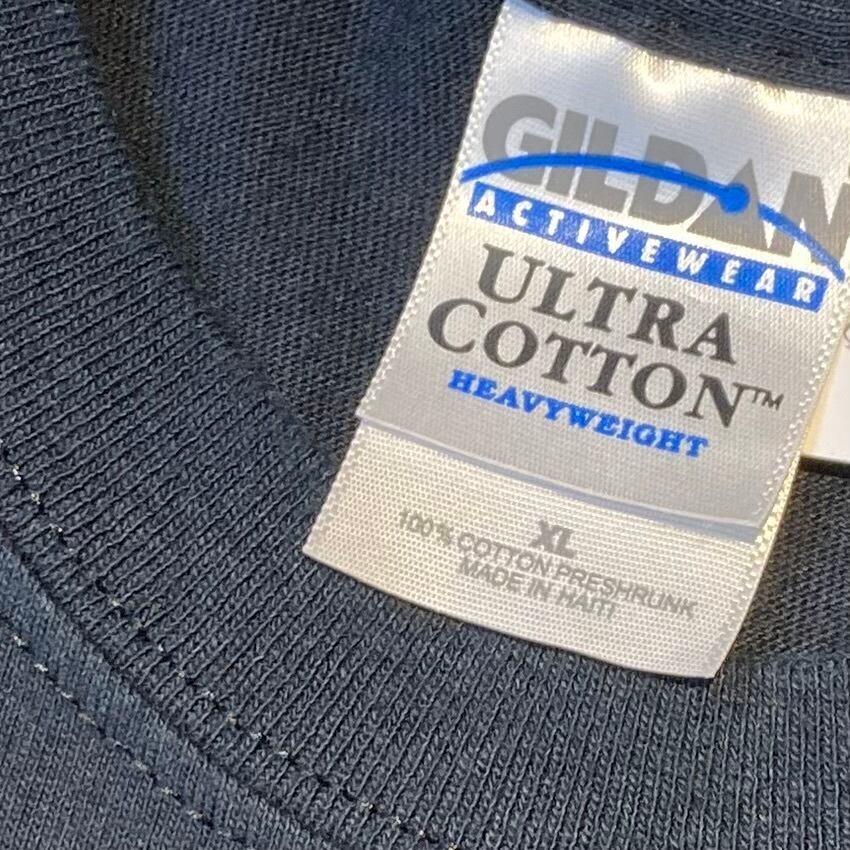 GILDAN
ACTIVEWEAR
ULTRA
COTTON™
HEAVYWEIGHT
XL
100% COTTON PRESHRUNK
MADE IN HAITI